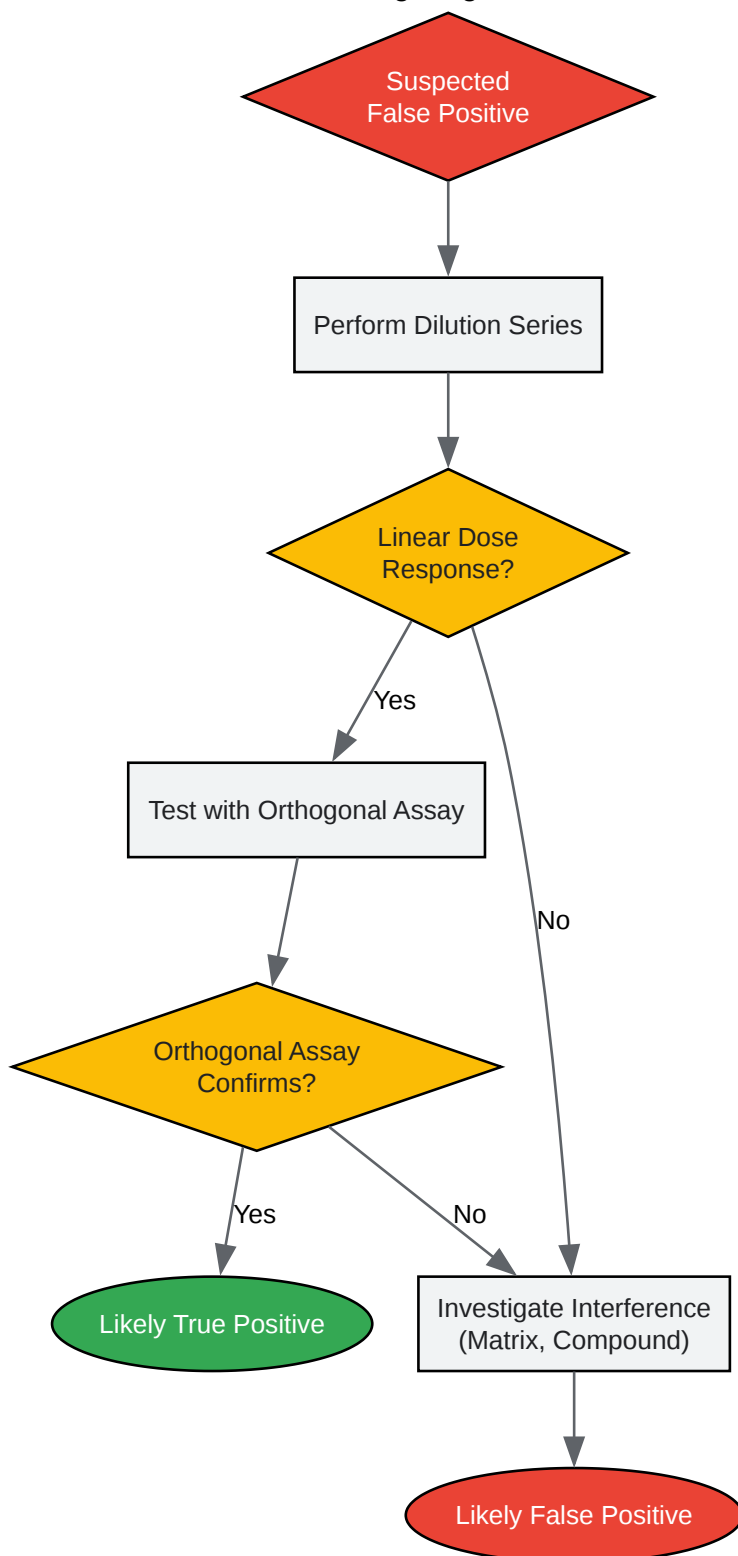 Suspected
False Positive
Perform Dilution Series
Linear Dose
Response?
Yes
Test with Orthogonal Assay
No
Orthogonal Assay
Confirms?
Yes
No
Likely True Positive
Investigate Interference
(Matrix, Compound)
Likely False Positive